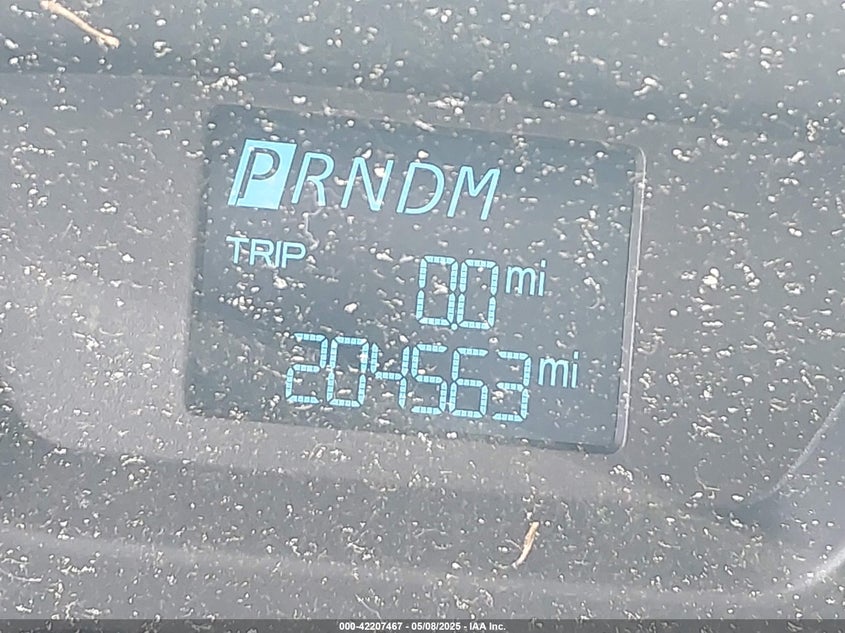 PRNDM
TRIP 0.0 mi
204563 mi
000-42207467 - 05/08/2025 - IAA Inc.